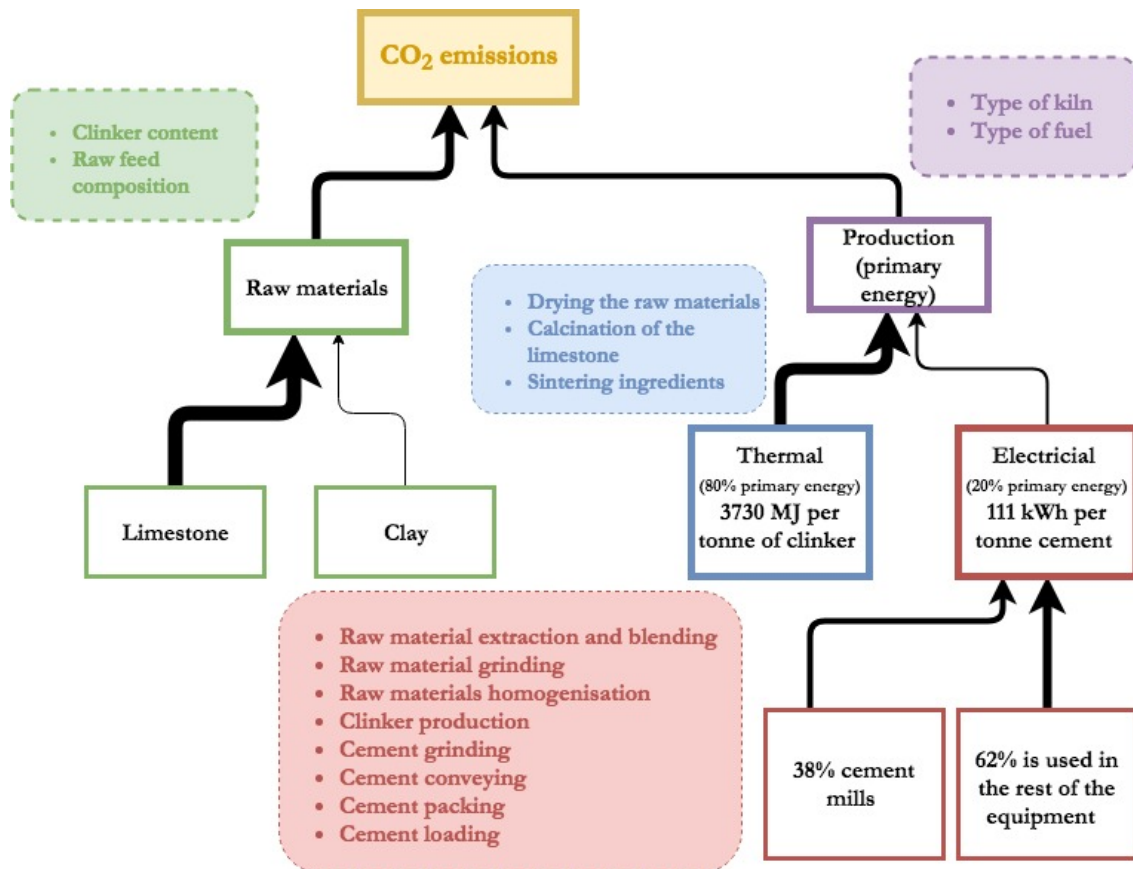 CO₂ emissions
• Clinker content
• Raw feed
composition
• Type of kiln
• Type of fuel
Raw materials
Production
(primary
energy)
• Drying the raw materials
• Calcination of the
limestone
• Sintering ingredients
Limestone
Clay
Thermal
(80% primary energy)
3730 MJ per
tonne of clinker
Electricial
(20% primary energy)
111 kWh per
tonne cement
• Raw material extraction and blending
• Raw material grinding
• Raw materials homogenisation
• Clinker production
• Cement grinding
• Cement conveying
• Cement packing
• Cement loading
38% cement
mills
62% is used in
the rest of the
equipment